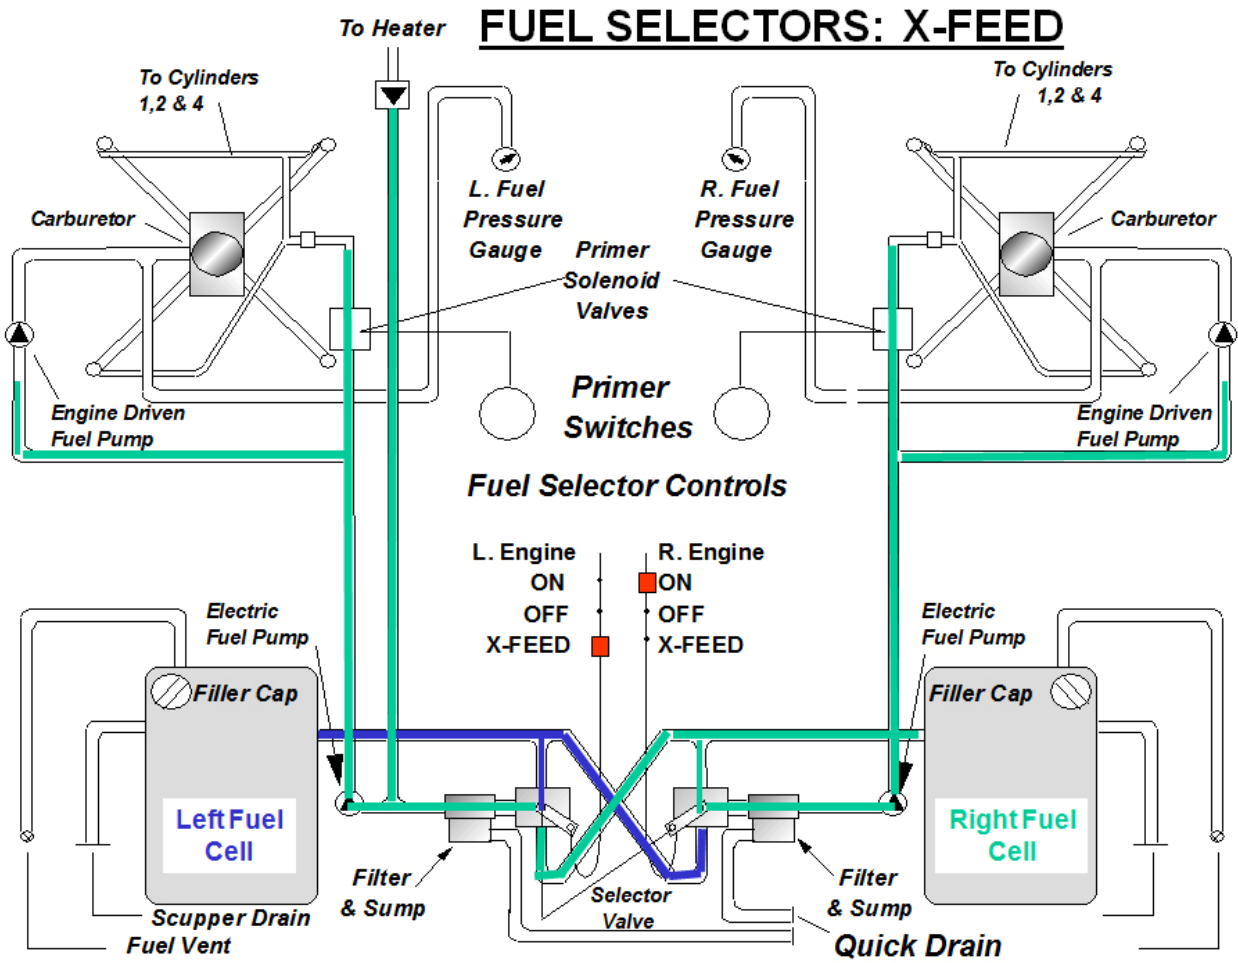 FUEL SELECTORS: X-FEED
To Heater
To Cylinders
1,2 & 4
To Cylinders
1,2 & 4
L. Fuel
Pressure
Gauge
R. Fuel
Pressure
Gauge
Carburetor
Carburetor
Primer
Solenoid
Valves
Primer
Switches
Engine Driven
Fuel Pump
Engine Driven
Fuel Pump
Fuel Selector Controls
L. Engine
ON
OFF
X-FEED
R. Engine
ON
OFF
X-FEED
Electric
Fuel Pump
Electric
Fuel Pump
Filler Cap
Filler Cap
Left Fuel
Cell
Right Fuel
Cell
Filter
& Sump
Selector
Valve
Filter
& Sump
Scupper Drain
Fuel Vent
Quick Drain